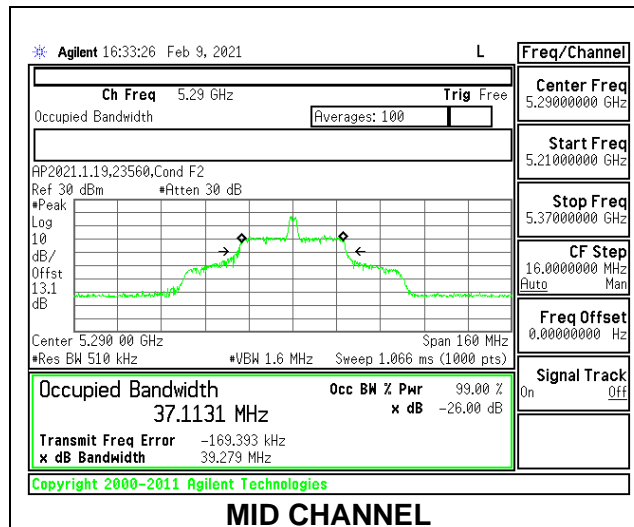 Agilent 16:33:26 Feb 9, 2021 L
Freq/Channel
Ch Freq 5.29 GHz Trig Free
Occupied Bandwidth Averages: 100
Center Freq
5.29000000 GHz
Start Freq
5.21000000 GHz
AP2021.1.19,23560,Cond F2
Ref 30 dBm #Atten 30 dB
#Peak
Log
10
dB/
Offst
13.1
dB
Stop Freq
5.37000000 GHz
CF Step
16.0000000 MHz
Auto Man
Freq Offset
0.00000000 Hz
Center 5.290 00 GHz Span 160 MHz
#Res BW 510 kHz #VBW 1.6 MHz Sweep 1.066 ms (1000 pts)
Signal Track
On Off
Occupied Bandwidth Occ BW % Pwr 99.00 %
37.1131 MHz x dB -26.00 dB
Transmit Freq Error -169.393 kHz
x dB Bandwidth 39.279 MHz
Copyright 2000-2011 Agilent Technologies
MID CHANNEL